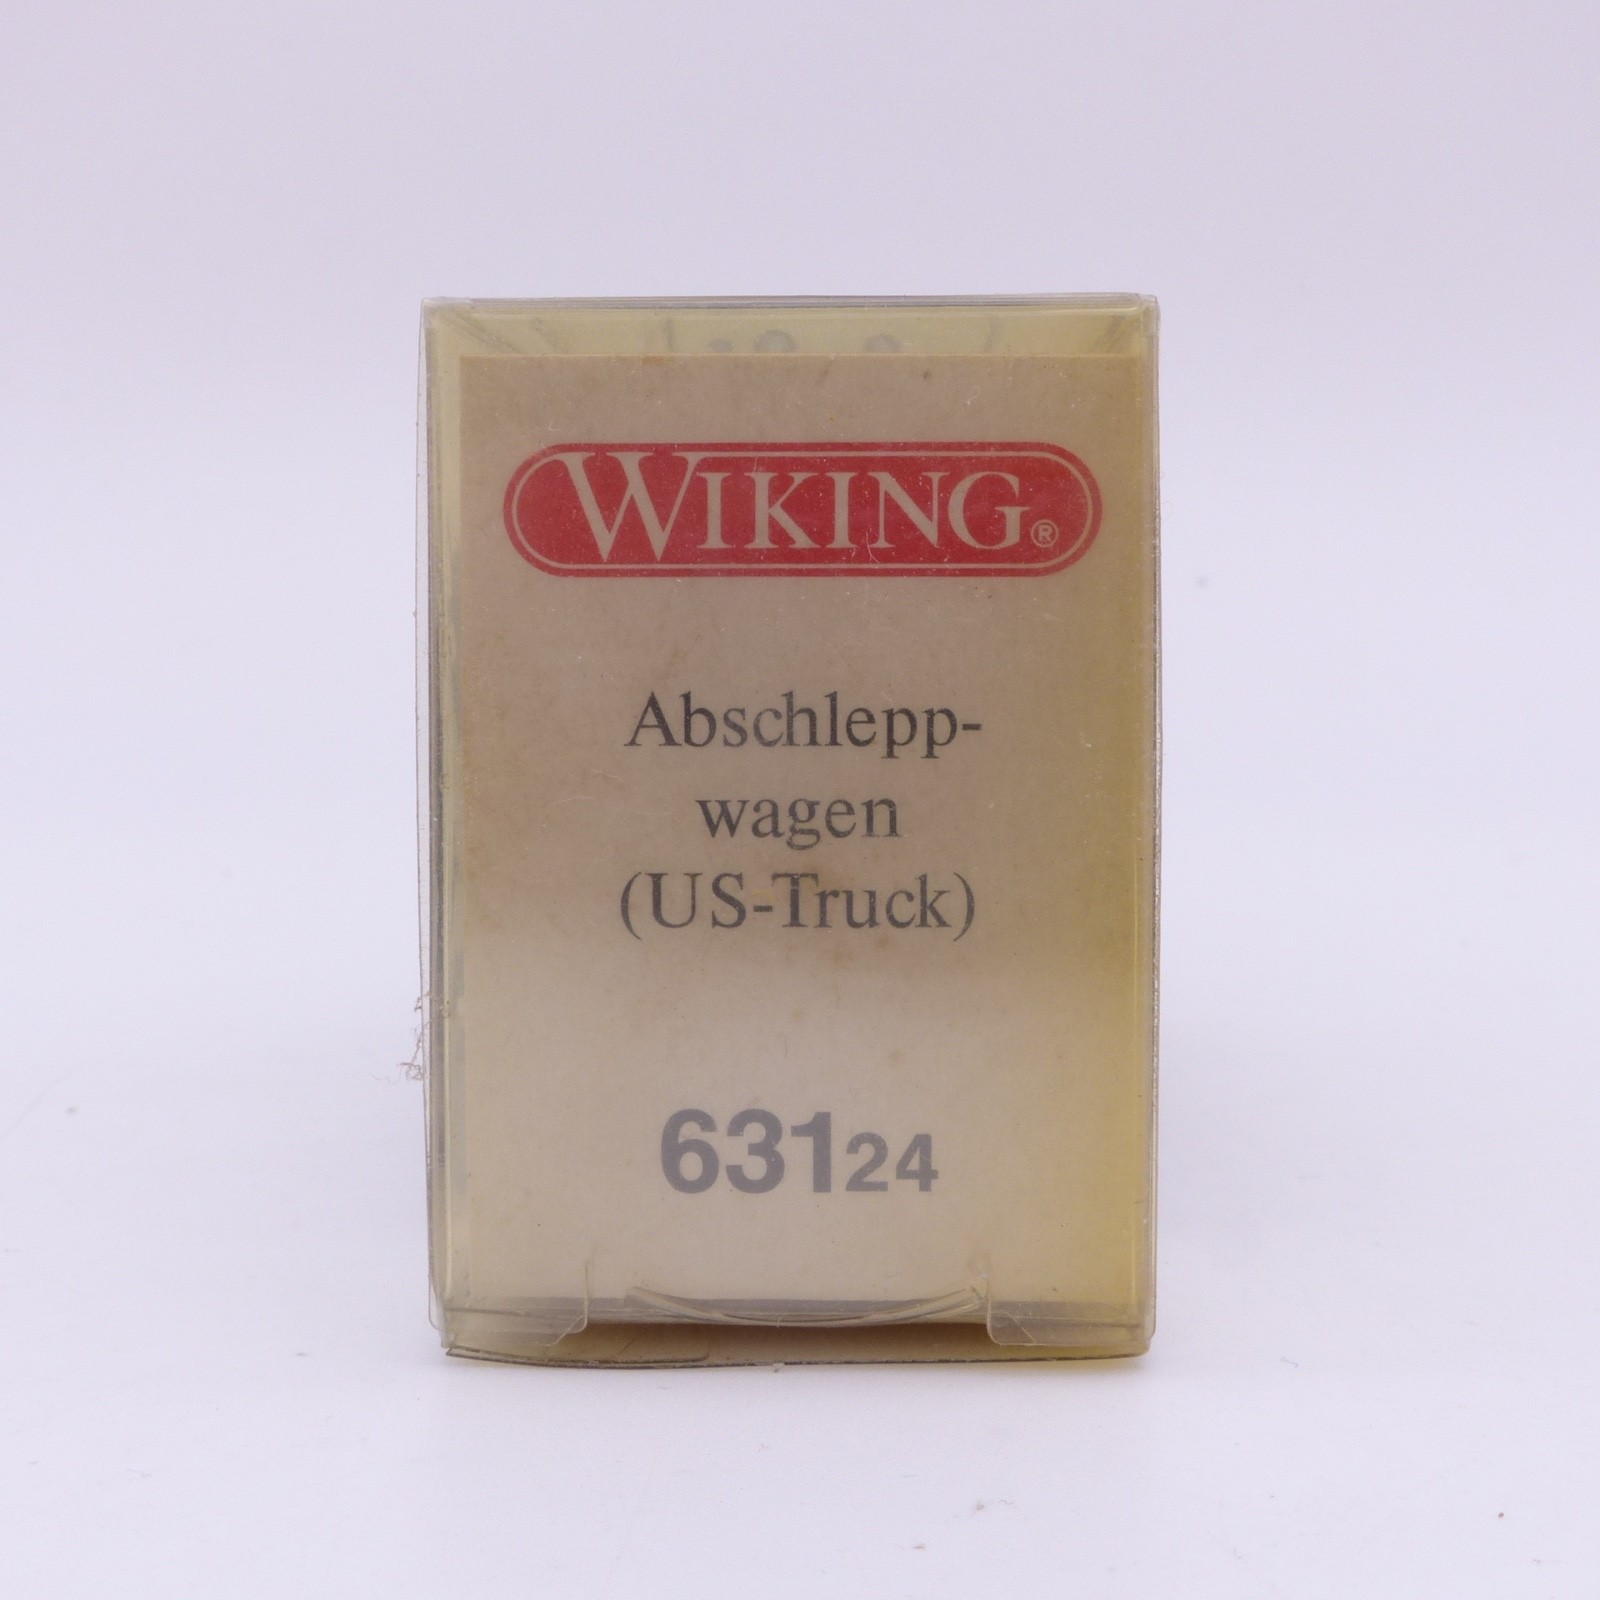 WIKING®
Abschlepp-
wagen
(US-Truck)
63124